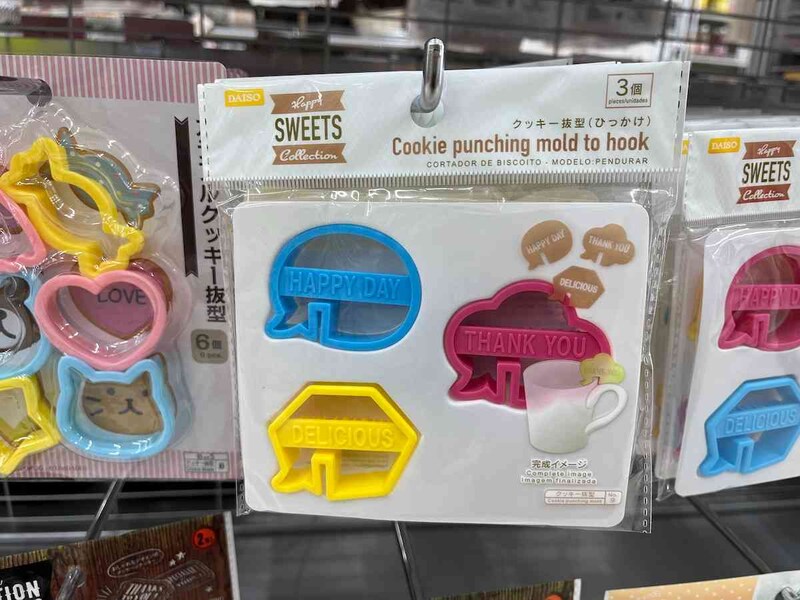 DAISO
Happy
SWEETS
Collection
3個
pieces/unidades
クッキー抜型(ひっかけ)
Cookie punching mold to hook
CORTADOR DE BISCOITO - MODELO:PENDURAR
HAPPY DAY
THANK YOU
DELICIOUS
HAPPY DAY
THANK YOU
DELICIOUS
完成イメージ
Complete image
Imagem finalizada
クッキー抜型
Cookie punching mold
クッキー抜型
6個
6 pcs.
LOVE
DAISO
Happy
SWEETS
Collection
HAPPY D
DELICIOUS
TION